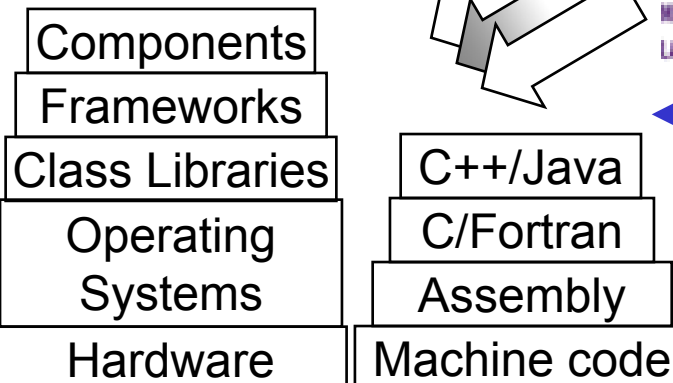 Components
Frameworks
Class Libraries
Operating
Systems
Hardware
C++/Java
C/Fortran
Assembly
Machine code